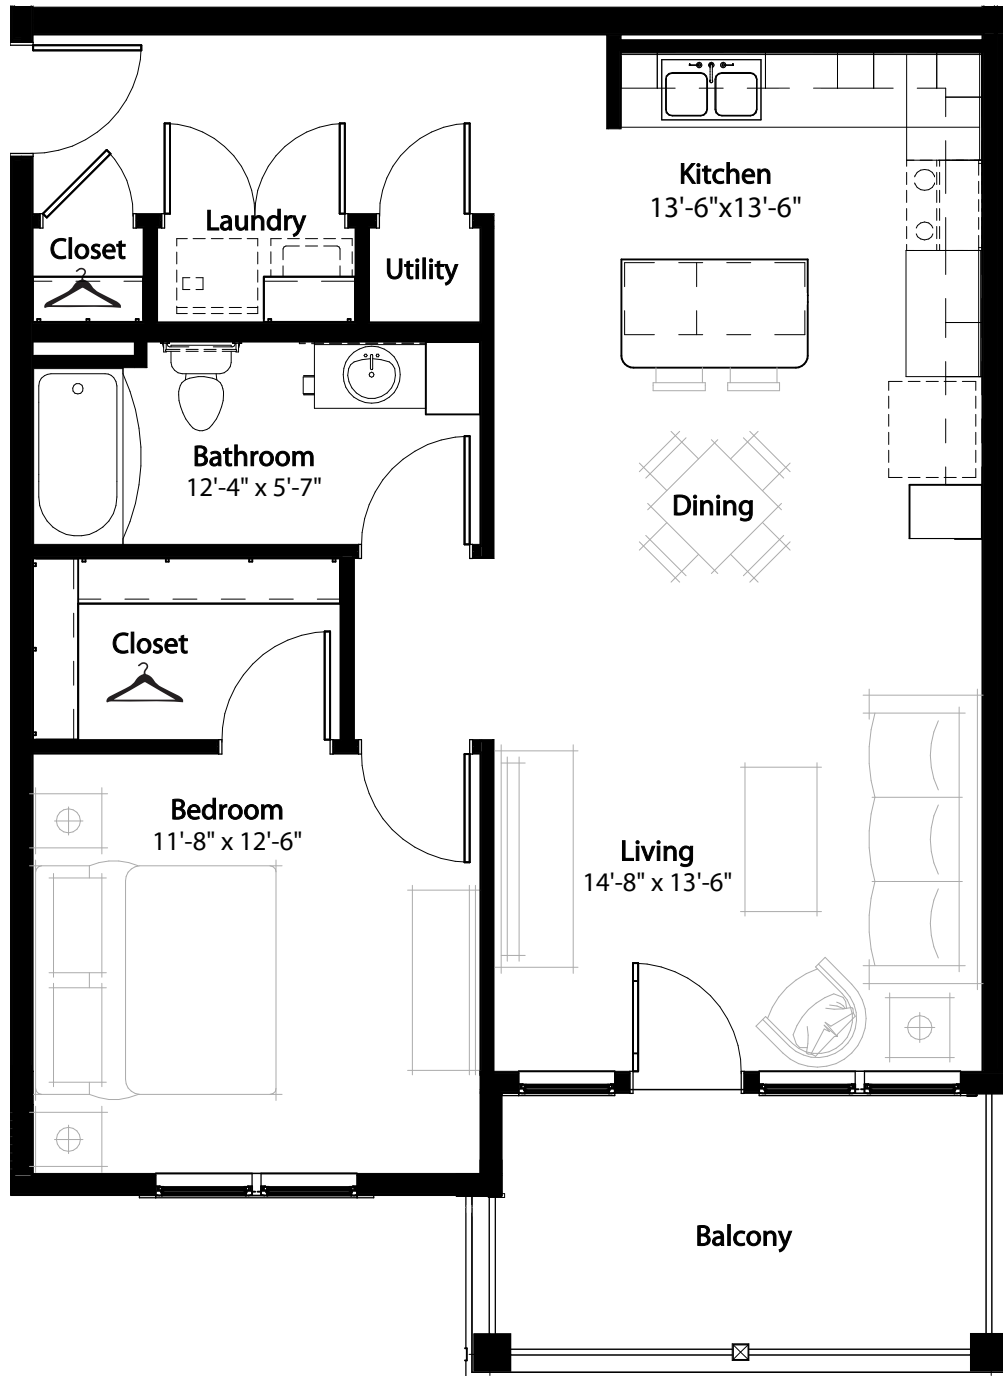 Kitchen
13'-6"x13'-6"
Laundry
Closet
Utility
Bathroom
12'-4" x 5'-7"
Dining
Closet
Bedroom
11'-8" x 12'-6"
Living
14'-8" x 13'-6"
Balcony